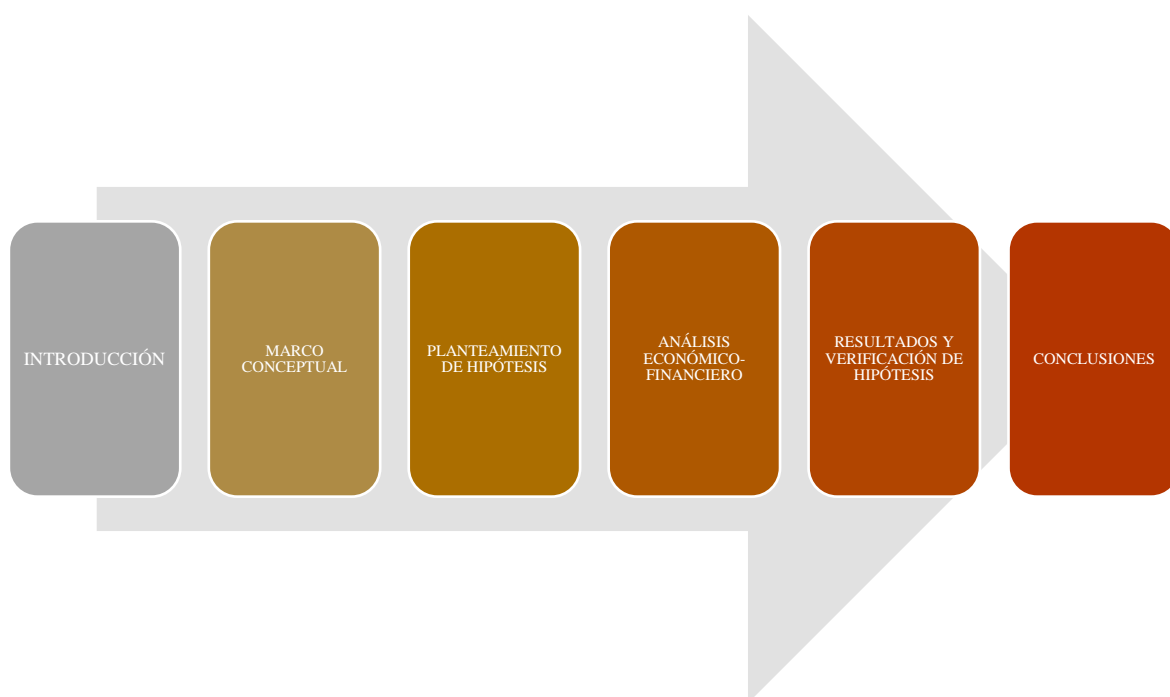 INTRODUCCIÓN
MARCO
CONCEPTUAL
PLANTEAMIENTO
DE HIPÓTESIS
ANÁLISIS
ECONÓMICO-
FINANCIERO
RESULTADOS Y
VERIFICACIÓN DE
HIPÓTESIS
CONCLUSIONES